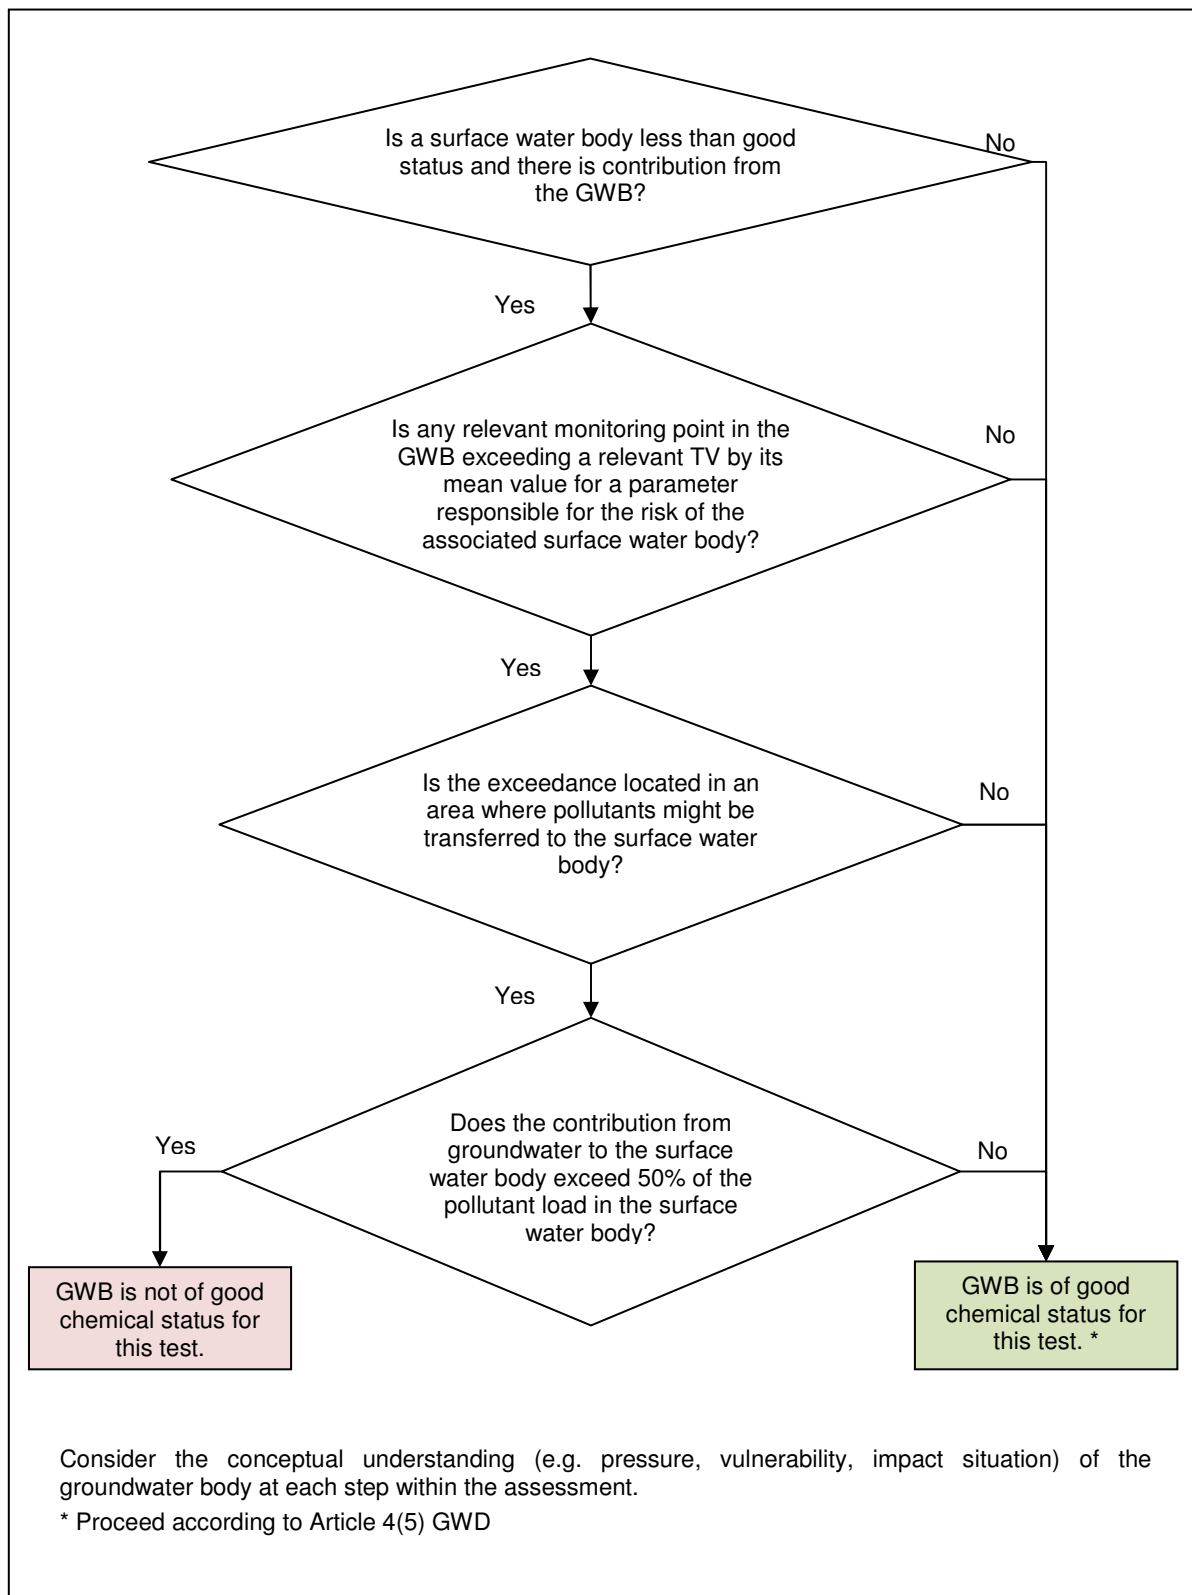 Is a surface water body less than good
status and there is contribution from
the GWB?
No
Yes
Is any relevant monitoring point in the
GWB exceeding a relevant TV by its
mean value for a parameter
responsible for the risk of the
associated surface water body?
No
Yes
Is the exceedance located in an
area where pollutants might be
transferred to the surface water
body?
No
Yes
Does the contribution from
groundwater to the surface
water body exceed 50% of the
pollutant load in the surface
water body?
Yes
No
GWB is not of good
chemical status for
this test.
GWB is of good
chemical status for
this test. *
Consider the conceptual understanding (e.g. pressure, vulnerability, impact situation) of the
groundwater body at each step within the assessment.
* Proceed according to Article 4(5) GWD